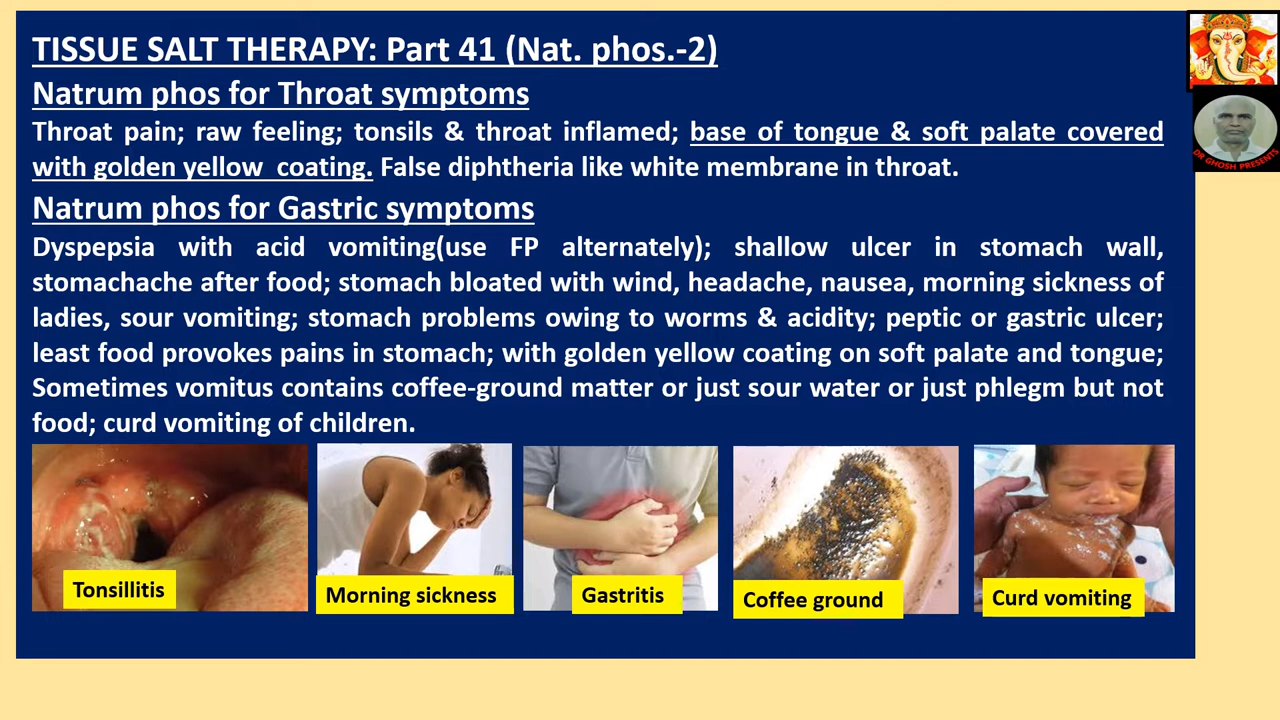 TISSUE SALT THERAPY: Part 41 (Nat. phos.-2)
Natrum phos for Throat symptoms
Throat pain; raw feeling; tonsils & throat inflamed; base of tongue & soft palate covered
with golden yellow coating. False diphtheria like white membrane in throat.
Natrum phos for Gastric symptoms
Dyspepsia with acid vomiting(use FP alternately); shallow ulcer in stomach wall,
stomachache after food; stomach bloated with wind, headache, nausea, morning sickness of
ladies, sour vomiting; stomach problems owing to worms & acidity; peptic or gastric ulcer;
least food provokes pains in stomach; with golden yellow coating on soft palate and tongue;
Sometimes vomitus contains coffee-ground matter or just sour water or just phlegm but not
food; curd vomiting of children.
Tonsillitis
Morning sickness
Gastritis
Coffee ground
Curd vomiting
DR GHOSH PRESENTS